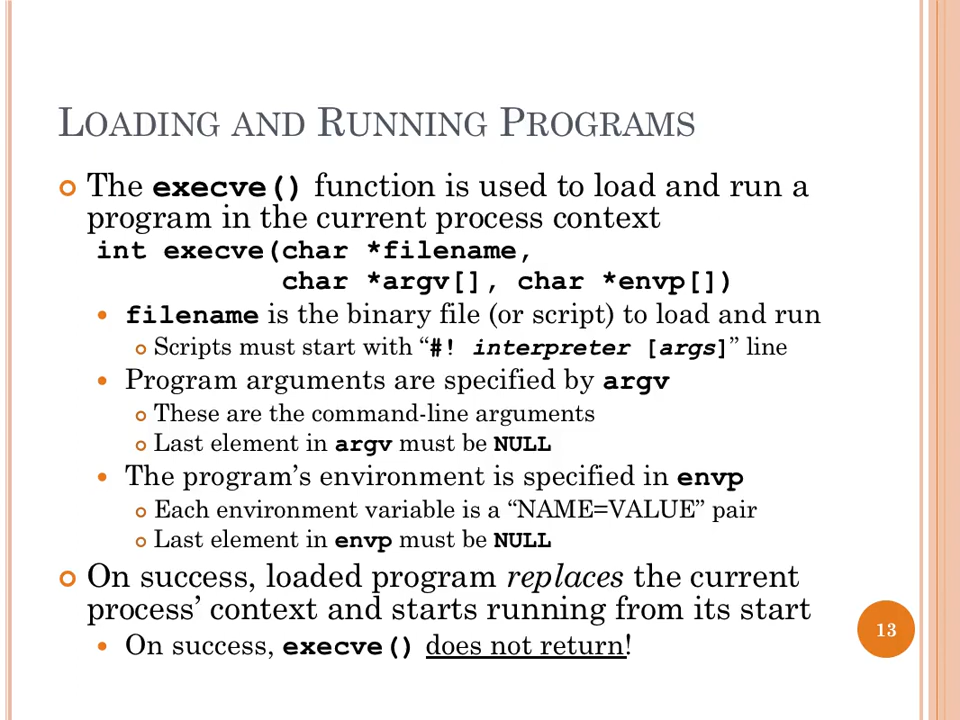 LOADING AND RUNNING PROGRAMS
The execve() function is used to load and run a
program in the current process context
int execve(char *filename,
char *argv[], char *envp[])
filename is the binary file (or script) to load and run
Scripts must start with “#! interpreter [args]” line
Program arguments are specified by argv
These are the command-line arguments
Last element in argv must be NULL
The program’s environment is specified in envp
Each environment variable is a “NAME=VALUE” pair
Last element in envp must be NULL
On success, loaded program replaces the current
process’ context and starts running from its start
On success, execve() does not return!
13